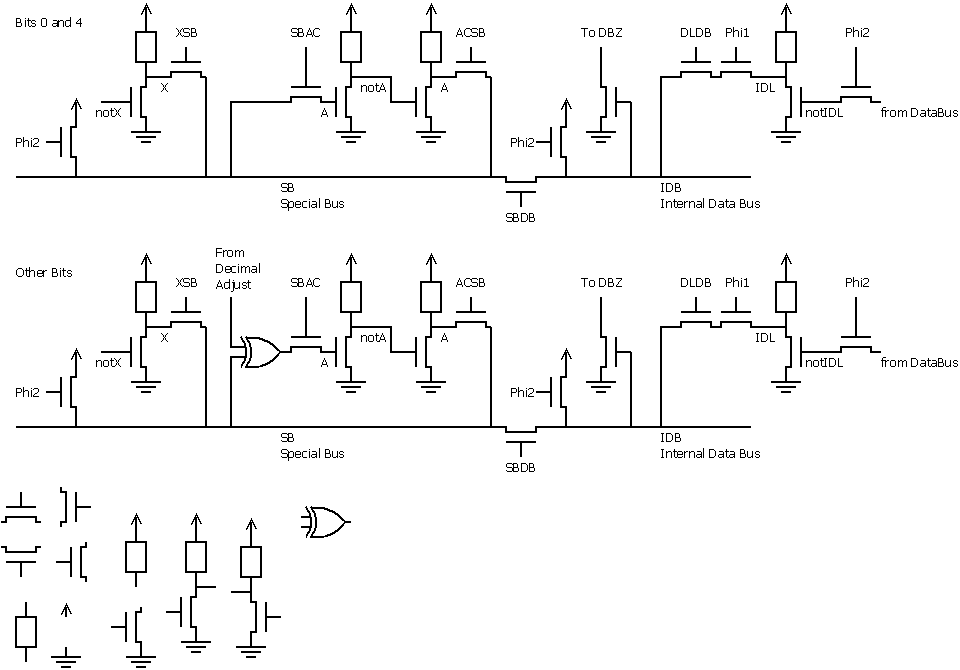 Bits 0 and 4
XSB
SBAC
ACSB
To DBZ
DLDB
Phi1
Phi2
X
notA
A
IDL
notX
A
notIDL
from DataBus
Phi2
Phi2
SB
Special Bus
SBDB
IDB
Internal Data Bus
Other Bits
From
Decimal
Adjust
XSB
SBAC
ACSB
To DBZ
DLDB
Phi1
Phi2
X
notA
A
IDL
notX
A
notIDL
from DataBus
Phi2
Phi2
SB
Special Bus
SBDB
IDB
Internal Data Bus